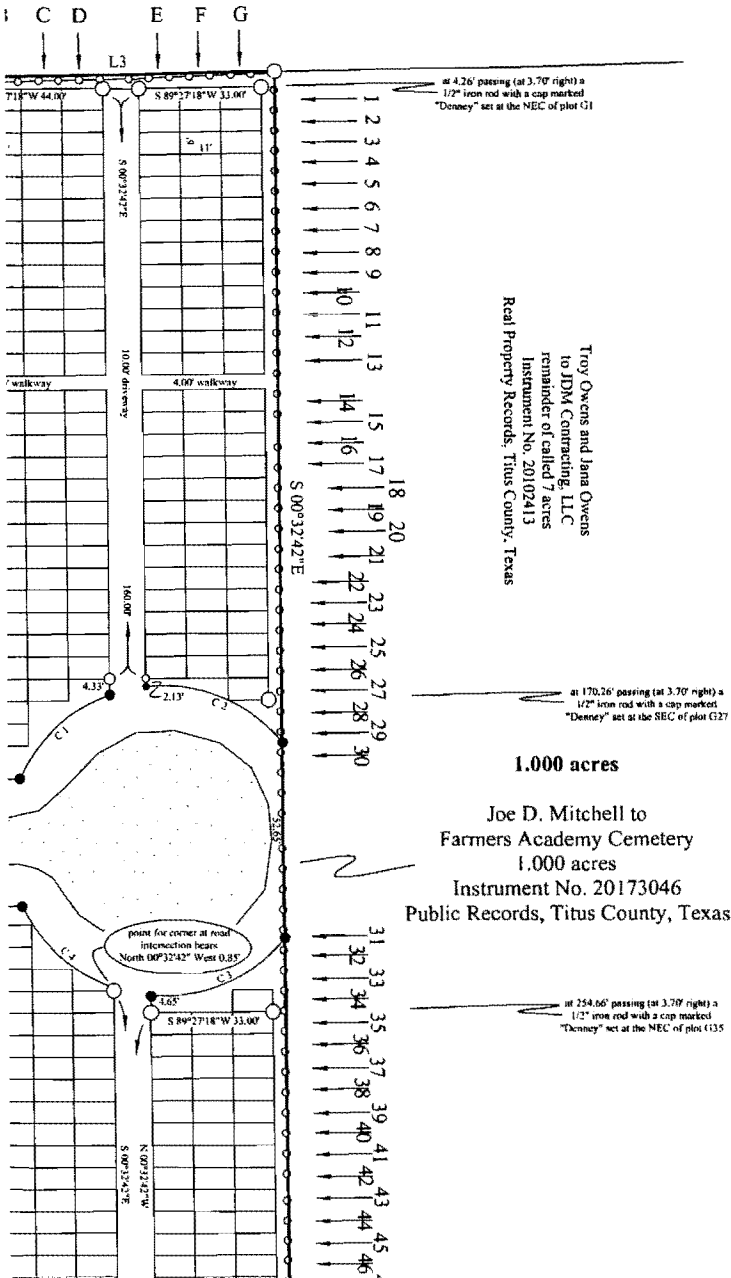 C D E F G
L3
7'18"W 44.00'
S 89°27'18"W 33.00'
at 4.26' passing (at 3.70' right) a
1/2" iron rod with a cap marked
"Denney" set at the NEC of plot G1
11'
S 00°32'42"E
1
2
3
4
5
6
7
8
9
10
11
12
13
14
15
16
17
18
19
20
21
22
23
24
25
26
27
28
29
30
Troy Owens and Jana Owens
to JDM Contracting, LLC
remainder of called 7 acres
Instrument No. 20102413
Real Property Records, Titus County, Texas
10.00' driveway
' walkway
4.00' walkway
S 00°32'42"E
160.00'
4.33'
2.13'
C1
C2
at 170.26' passing (at 3.70' right) a
1/2" iron rod with a cap marked
"Denney" set at the SEC of plot G27
1.000 acres
Joe D. Mitchell to
Farmers Academy Cemetery
1.000 acres
Instrument No. 20173046
Public Records, Titus County, Texas
52.65'
point for corner at road
intersection bears
North 00°32'42" West 0.85'
C4
C3
4.65'
S 89°27'18"W 33.00'
at 254.66' passing (at 3.70' right) a
1/2" iron rod with a cap marked
"Denney" set at the NEC of plot G35
31
32
33
34
35
36
37
38
39
40
41
42
43
44
45
46
S 00°32'42"E
N 00°32'42"W